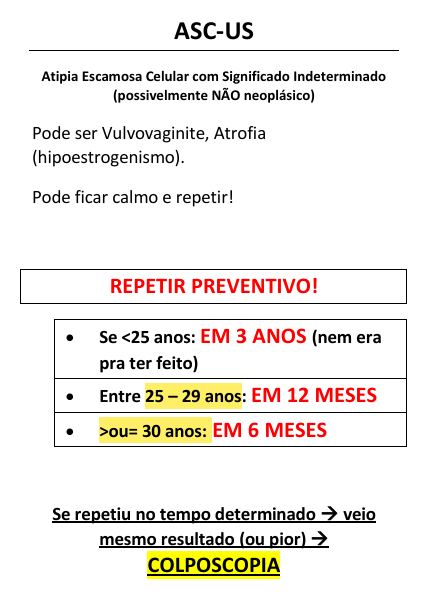 ASC-US
Atipia Escamosa Celular com Significado Indeterminado
(possivelmente NÃO neoplásico)
Pode ser Vulvovaginite, Atrofia
(hipoestrogenismo).
Pode ficar calmo e repetir!
REPETIR PREVENTIVO!
• Se <25 anos: EM 3 ANOS (nem era
pra ter feito)
• Entre 25 – 29 anos: EM 12 MESES
• >ou= 30 anos: EM 6 MESES
Se repetiu no tempo determinado → veio
mesmo resultado (ou pior) →
COLPOSCOPIA